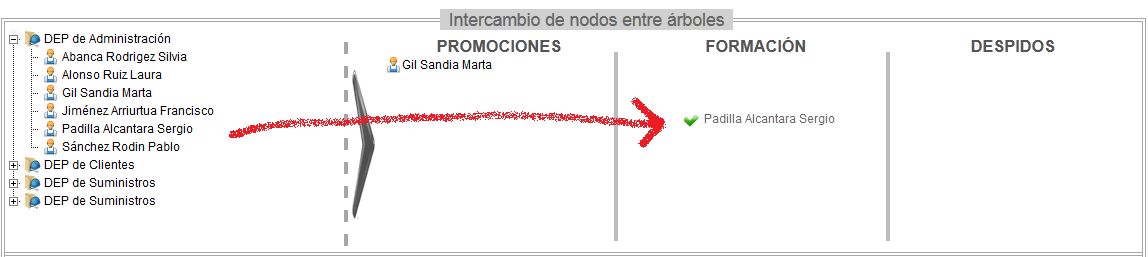 Intercambio de nodos entre árboles
DEP de Administración
Abanca Rodrigez Silvia
Alonso Ruiz Laura
Gil Sandia Marta
Jiménez Arriurtua Francisco
Padilla Alcantara Sergio
Sánchez Rodin Pablo
DEP de Clientes
DEP de Suministros
DEP de Suministros
PROMOCIONES
Gil Sandia Marta
FORMACIÓN
Padilla Alcantara Sergio
DESPIDOS